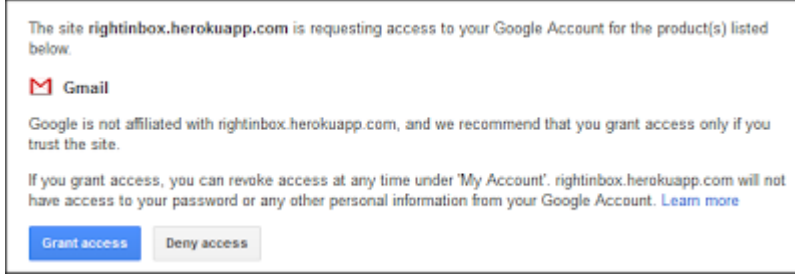 The site rightinbox.herokuapp.com is requesting access to your Google Account for the product(s) listed
below.
Gmail
Google is not affiliated with rightinbox.herokuapp.com, and we recommend that you grant access only if you
trust the site.
If you grant access, you can revoke access at any time under 'My Account'. rightinbox.herokuapp.com will not
have access to your password or any other personal information from your Google Account. Learn more
Grant access Deny access